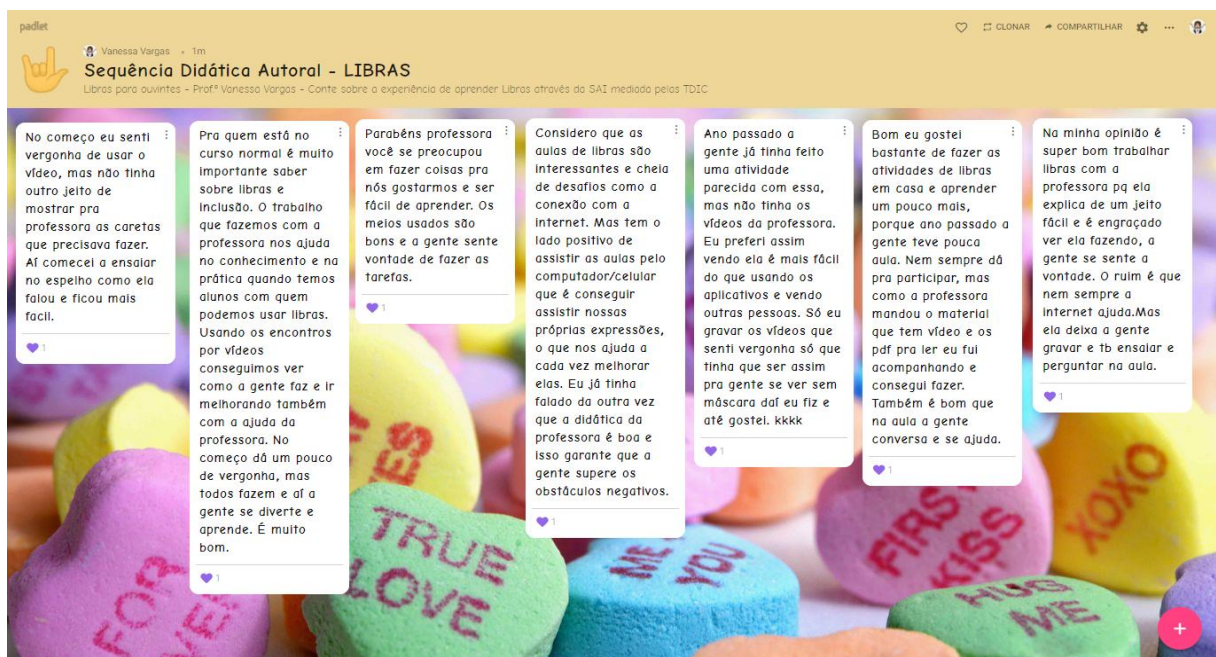 padlet
CLONAR
COMPARTILHAR
Vanessa Vargas • 1m
Sequência Didática Autoral - LIBRAS
Libras para ouvintes - Prof.ª Vanessa Vargas - Conte sobre a experiência de aprender Libras através da SAI mediada pelas TDIC
No começo eu senti
vergonha de usar o
vídeo, mas não tinha
outro jeito de
mostrar pra
professora as caretas
que precisava fazer.
Aí comecei a ensaiar
no espelho como ela
falou e ficou mais
facil.
1
Pra quem está no
curso normal é muito
importante saber
sobre libras e
inclusão. O trabalho
que fazemos com a
professora nos ajuda
no conhecimento e na
prática quando temos
alunos com quem
podemos usar libras.
Usando os encontros
por vídeos
conseguimos ver
como a gente faz e ir
melhorando também
com a ajuda da
professora. No
começo dá um pouco
de vergonha, mas
todos fazem e aí a
gente se diverte e
aprende. É muito
bom.
1
Parabéns professora
você se preocupou
em fazer coisas pra
nós gostarmos e ser
fácil de aprender. Os
meios usados são
bons e a gente sente
vontade de fazer as
tarefas.
1
Considero que as
aulas de libras são
interessantes e cheia
de desafios como a
conexão com a
internet. Mas tem o
lado positivo de
assistir as aulas pelo
computador/celular
que é conseguir
assistir nossas
próprias expressões,
o que nos ajuda a
cada vez melhorar
elas. Eu já tinha
falado da outra vez
que a didática da
professora é boa e
isso garante que a
gente supere os
obstáculos negativos.
1
Ano passado a
gente já tinha feito
uma atividade
parecida com essa,
mas não tinha os
vídeos da professora.
Eu preferi assim
vendo ela é mais fácil
do que usando os
aplicativos e vendo
outras pessoas. Só eu
gravar os vídeos que
senti vergonha só que
tinha que ser assim
pra gente se ver sem
máscara daí eu fiz e
até gostei. kkkk
1
Bom eu gostei
bastante de fazer as
atividades de libras
em casa e aprender
um pouco mais,
porque ano passado a
gente teve pouca
aula. Nem sempre dá
pra participar, mas
como a professora
mandou o material
que tem vídeo e os
pdf pra ler eu fui
acompanhando e
consegui fazer.
Também é bom que
na aula a gente
conversa e se ajuda.
1
Na minha opinião é
super bom trabalhar
libras com a
professora pq ela
explica de um jeito
fácil e é engraçado
ver ela fazendo, a
gente se sente a
vontade. O ruim é que
nem sempre a
internet ajuda.Mas
ela deixa a gente
gravar e tb ensaiar e
perguntar na aula.
1
FOR
TRUE
LOVE
ME
YOU
FIRST
KISS
HUG
ME
XOXO